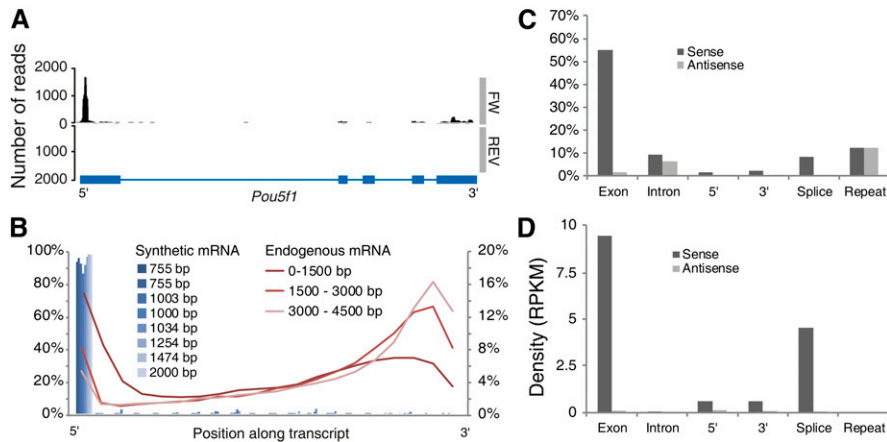 A
Number of reads
2000
1000
0
1000
2000
FW
REV
5'
Pou5f1
3'
B
100%
80%
60%
40%
20%
0%
Synthetic mRNA
755 bp
755 bp
1003 bp
1000 bp
1034 bp
1254 bp
1474 bp
2000 bp
Endogenous mRNA
0-1500 bp
1500 - 3000 bp
3000 - 4500 bp
20%
16%
12%
8%
4%
0%
5'
Position along transcript
3'
C
70%
60%
50%
40%
30%
20%
10%
0%
Sense
Antisense
Exon Intron 5' 3' Splice Repeat
D
Density (RPKM)
10
7.5
5
2.5
0
Sense
Antisense
Exon Intron 5' 3' Splice Repeat